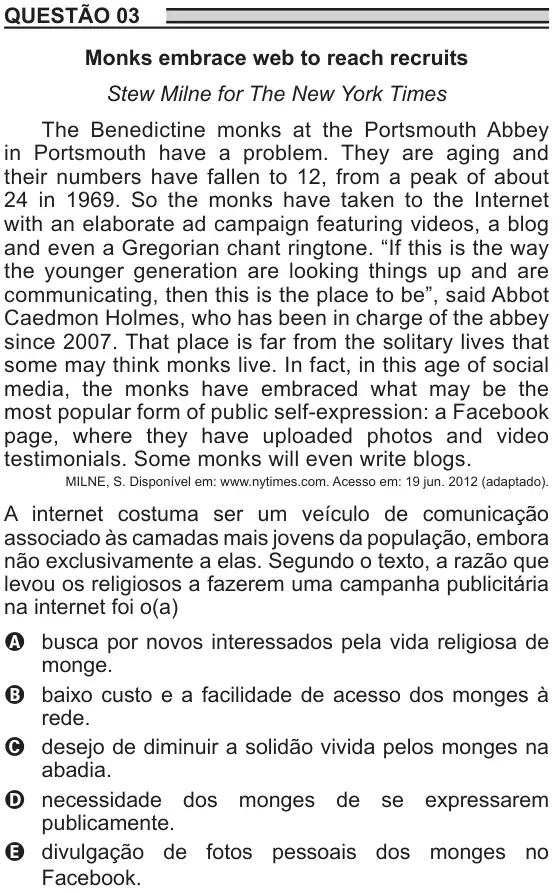 QUESTÃO 03
Monks embrace web to reach recruits
Stew Milne for The New York Times
The Benedictine monks at the Portsmouth Abbey
in Portsmouth have a problem. They are aging and
their numbers have fallen to 12, from a peak of about
24 in 1969. So the monks have taken to the Internet
with an elaborate ad campaign featuring videos, a blog
and even a Gregorian chant ringtone. “If this is the way
the younger generation are looking things up and are
communicating, then this is the place to be”, said Abbot
Caedmon Holmes, who has been in charge of the abbey
since 2007. That place is far from the solitary lives that
some may think monks live. In fact, in this age of social
media, the monks have embraced what may be the
most popular form of public self-expression: a Facebook
page, where they have uploaded photos and video
testimonials. Some monks will even write blogs.
MILNE, S. Disponível em: www.nytimes.com. Acesso em: 19 jun. 2012 (adaptado).
A internet costuma ser um veículo de comunicação
associado às camadas mais jovens da população, embora
não exclusivamente a elas. Segundo o texto, a razão que
levou os religiosos a fazerem uma campanha publicitária
na internet foi o(a)
A busca por novos interessados pela vida religiosa de
monge.
B baixo custo e a facilidade de acesso dos monges à
rede.
C desejo de diminuir a solidão vivida pelos monges na
abadia.
D necessidade dos monges de se expressarem
publicamente.
E divulgação de fotos pessoais dos monges no
Facebook.